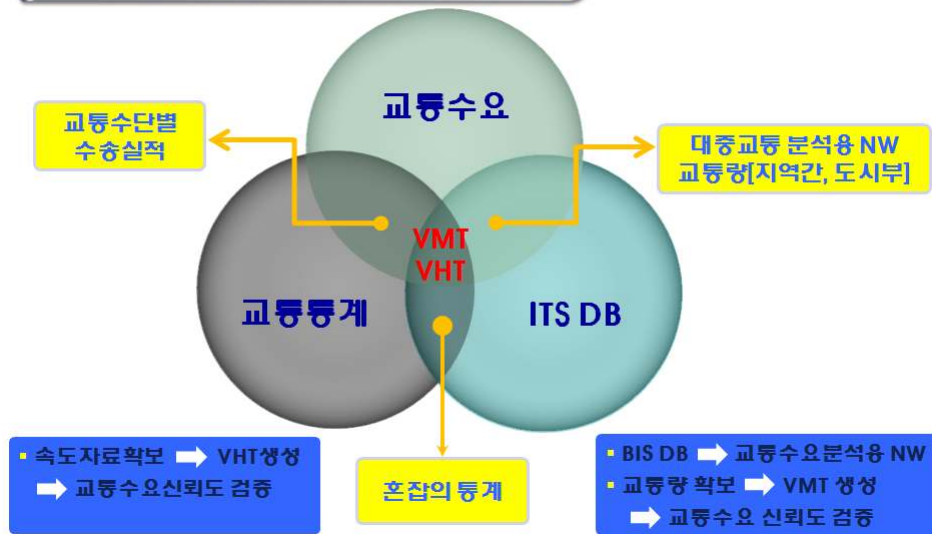 교통수요
교통수단별
수송실적
대중교통 분석용 NW
교통량[지역간, 도시부]
VMT
VHT
교통통계
ITS DB
▪ 속도자료확보 ➡ VHT생성
➡ 교통수요신뢰도 검증
혼잡의 통계
▪ BIS DB ➡ 교통수요분석용 NW
▪ 교통량 확보 ➡ VMT 생성
➡ 교통수요 신뢰도 검증